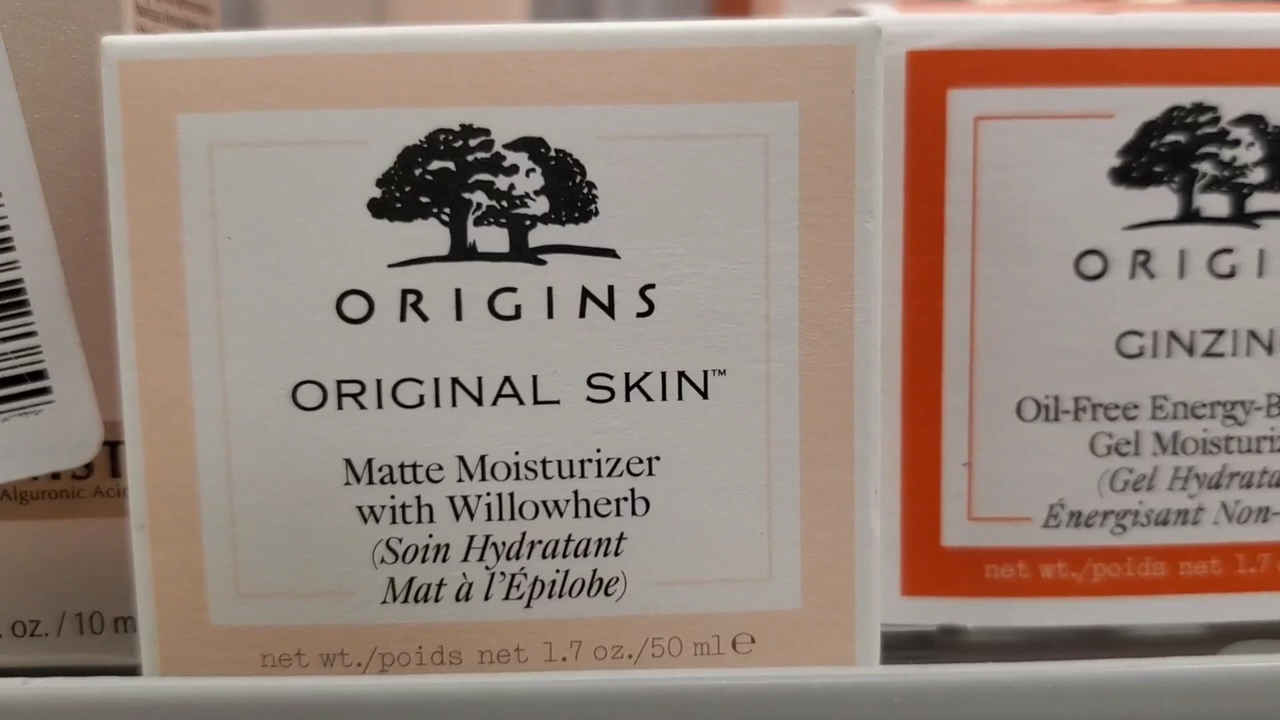 ORIGINS
ORIGINAL SKIN™
Matte Moisturizer
with Willowherb
(Soin Hydratant
Mat à l'Épilobe)
net wt./poids net 1.7 oz./50 ml℮
ORIGI
GINZIN
Oil-Free Energy-B
Gel Moisturiz
(Gel Hydrata
Énergisant Non-
net wt./poids net 1.7
Alguronic Acid
. oz. / 10 m